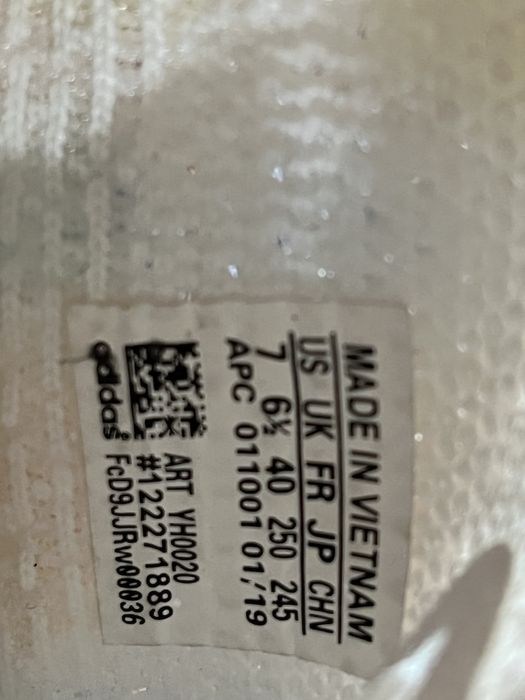 MADE IN VIETNAM
US UK FR JP CHN
7 6½ 40 250 245
APC 011001 01/19
ART YH0020
#122271889
adidas FcD9JJRw00036